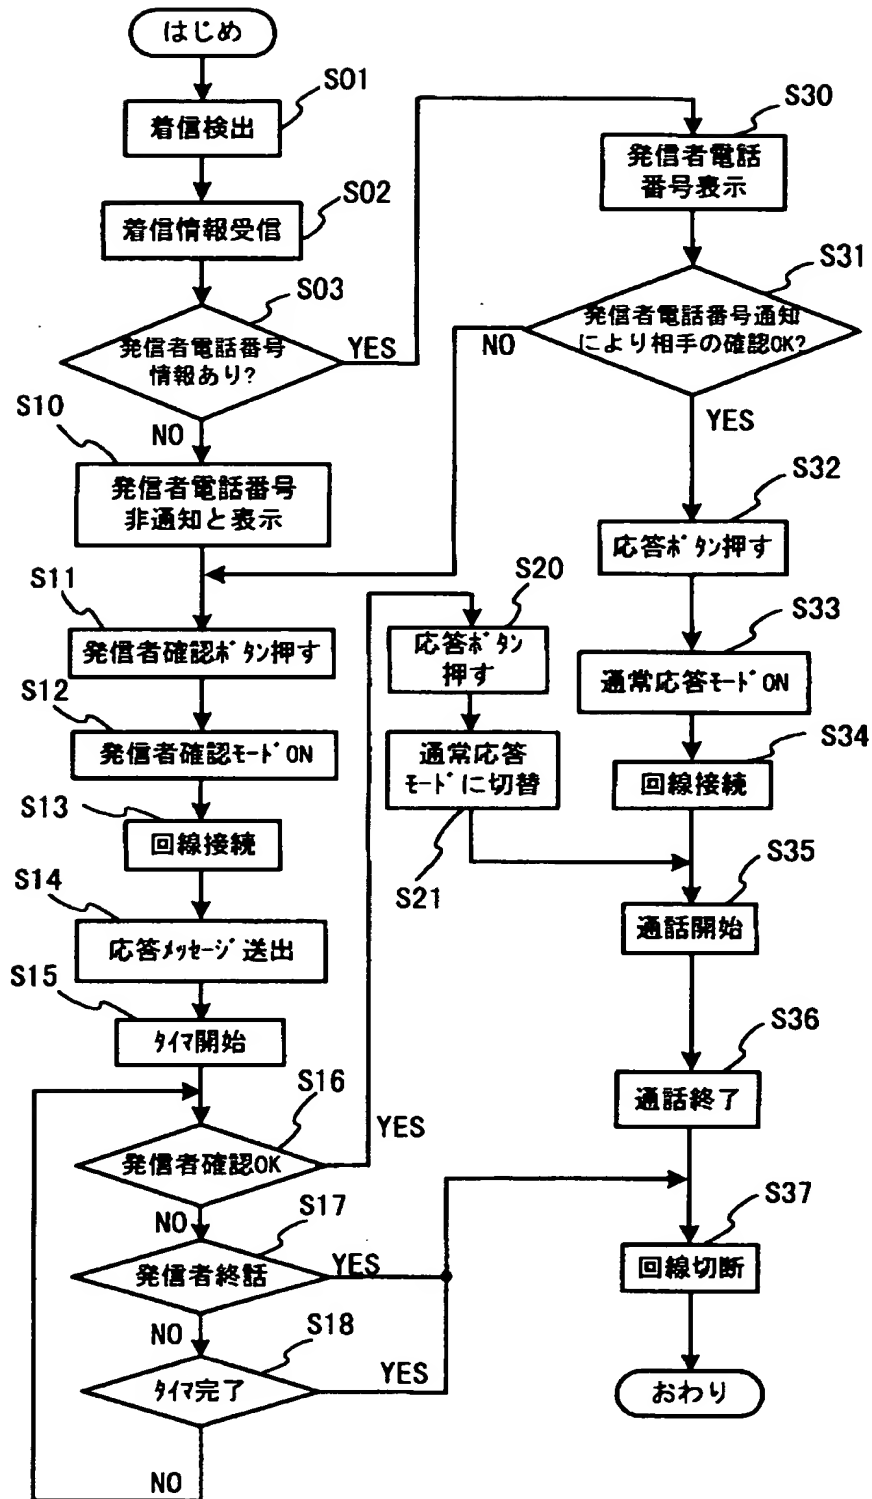 はじめ
S01
着信検出
S02
着信情報受信
S03
発信者電話番号
情報あり?
YES
NO
S10
発信者電話番号
非通知と表示
S11
発信者確認ボタン押す
S12
発信者確認モードON
S13
回線接続
S14
応答メッセージ送出
S15
タイマ開始
S16
発信者確認OK
YES
NO
S17
発信者終話
YES
NO
S18
タイマ完了
YES
NO
S20
応答ボタン
押す
通常応答
モードに切替
S21
S30
発信者電話
番号表示
S31
発信者電話番号通知
により相手の確認OK?
NO
YES
S32
応答ボタン押す
S33
通常応答モードON
S34
回線接続
S35
通話開始
S36
通話終了
S37
回線切断
おわり